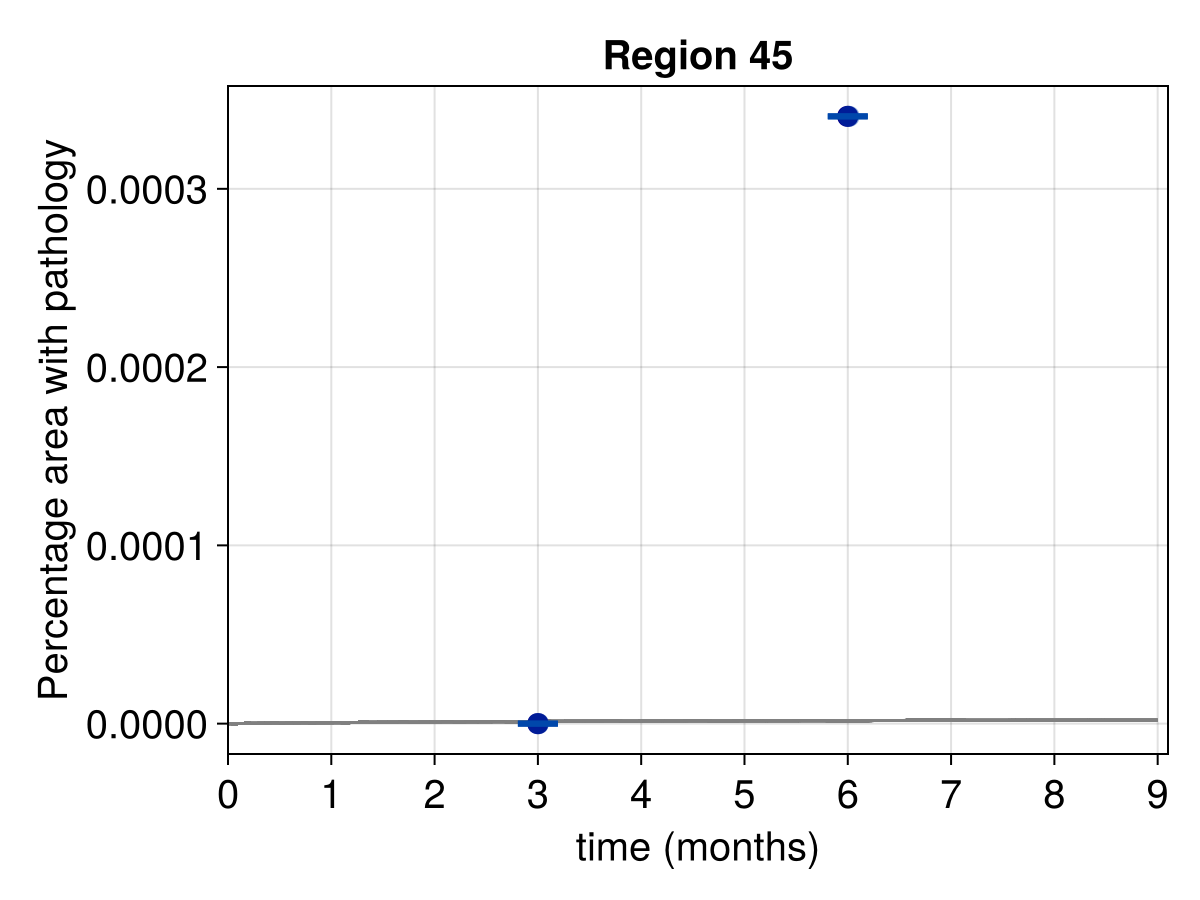 Region 45
Percentage area with pathology
0.0003
0.0002
0.0001
0.0000
0 1 2 3 4 5 6 7 8 9
time (months)